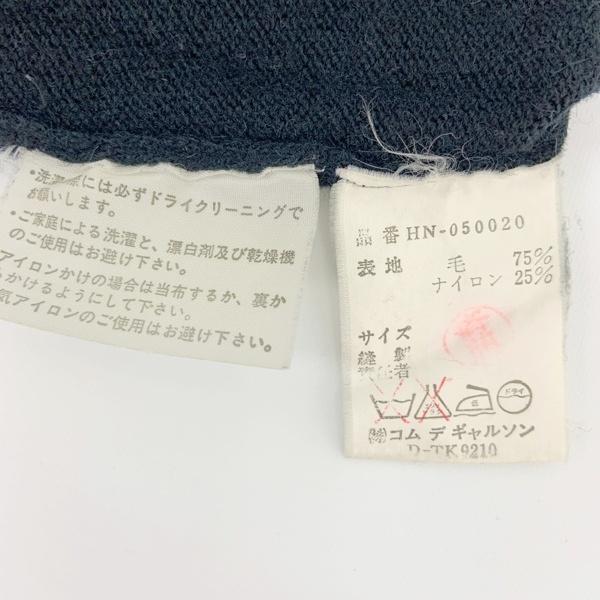 ・洗濯際には必ずドライクリーニングで
お願いします。
・ご家庭による洗濯と、漂白剤及び乾燥機
のご使用はお避け下さい。
アイロンかけの場合は当布するか、裏か
らかけるようにして下さい。
気アイロンのご使用はお避け下さい。
品番 HN-050020
表地 毛 75%
ナイロン 25%
サイズ
縫製
責任者
ドライ
㈱コム デ ギャルソン
D-TK9210